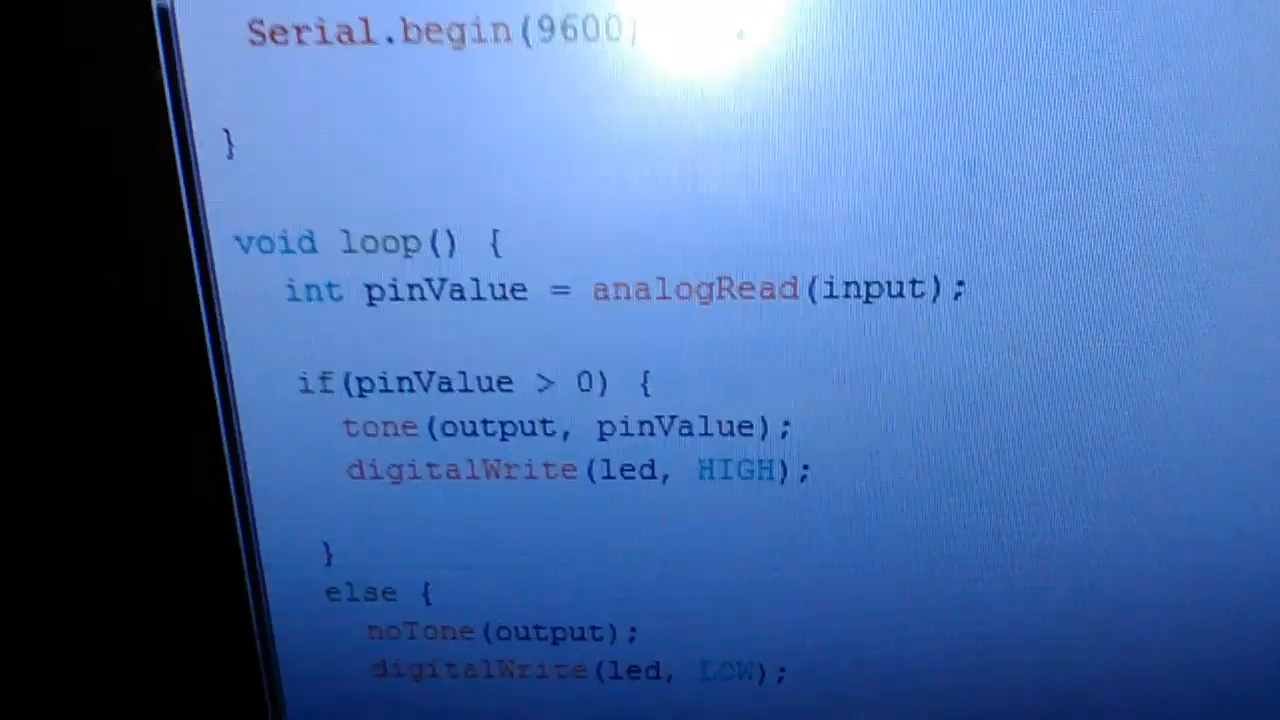 Serial.begin(9600)
}
void loop() {
int pinValue = analogRead(input);
if(pinValue > 0) {
tone(output, pinValue);
digitalWrite(led, HIGH);
}
else {
noTone(output);
digitalWrite(led, LOW);